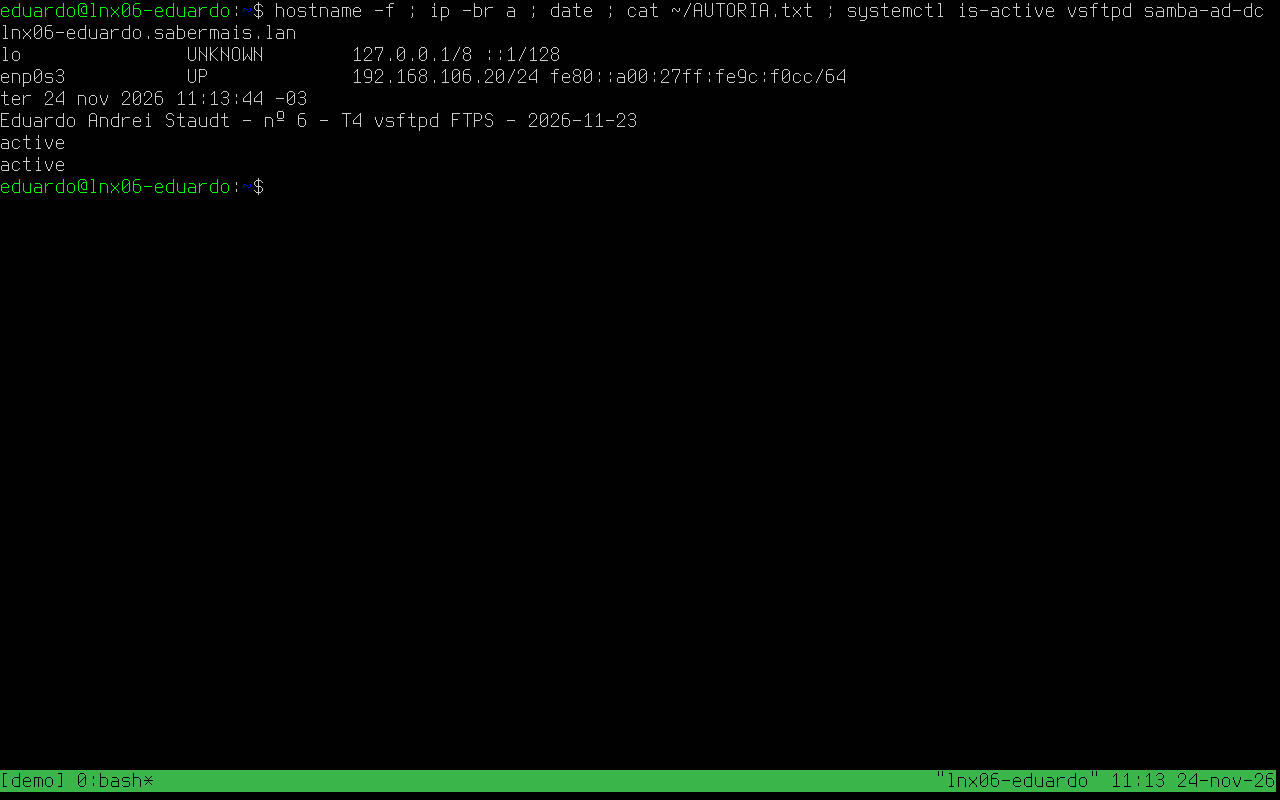 eduardo@lnx06-eduardo:~$ hostname -f ; ip -br a ; date ; cat ~/AUTORIA.txt ; systemctl is-active vsftpd samba-ad-dc
lnx06-eduardo.sabermais.lan
lo               UNKNOWN        127.0.0.1/8 ::1/128
enp0s3           UP             192.168.106.20/24 fe80::a00:27ff:fe9c:f0cc/64
ter 24 nov 2026 11:13:44 -03
Eduardo Andrei Staudt - nº 6 - T4 vsftpd FTPS - 2026-11-23
active
active
eduardo@lnx06-eduardo:~$
[demo] 0:bash* "lnx06-eduardo" 11:13 24-nov-26